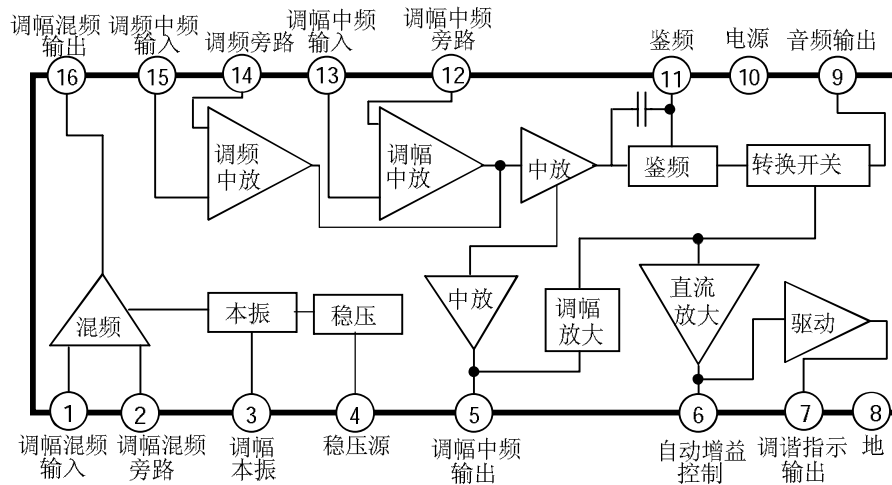 调幅混频
输出
调频中频
输入
调频旁路
调幅中频
输入
调幅中频
旁路
鉴频
电源
音频输出
16
15
14
13
12
11
10
9
调频
中放
调幅
中放
中放
鉴频
转换开关
混频
本振
稳压
中放
调幅
放大
直流
放大
驱动
1
2
3
4
5
6
7
8
调幅混频
输入
调幅混频
旁路
调幅
本振
稳压源
调幅中频
输出
自动增益
控制
调谐指示
输出
地